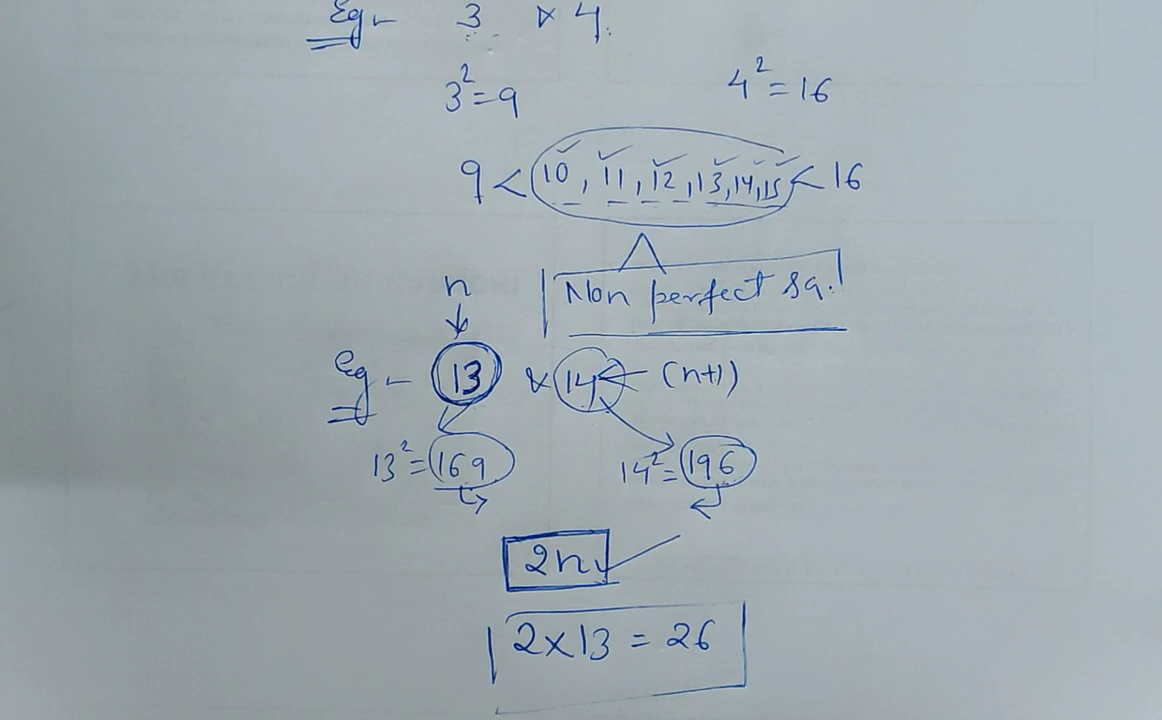 Eg - 3 & 4.
3² = 9 4² = 16
9 < 10, 11, 12, 13, 14, 15 < 16
Non perfect sq.
n
Eg - 13 & 14 ← (n+1)
13² = 169 14² = 196
2n
2 × 13 = 26